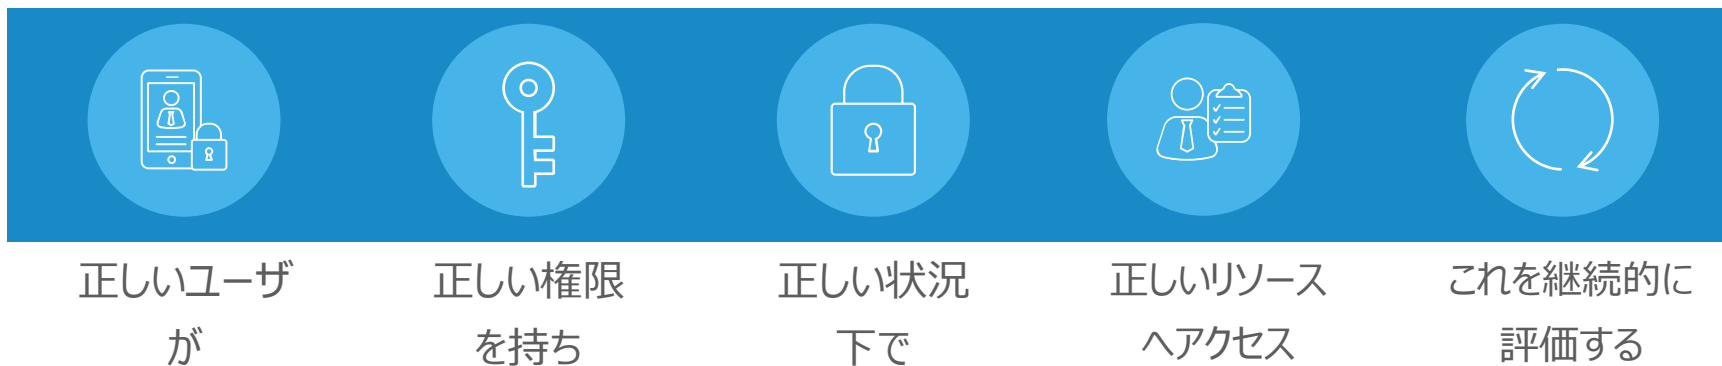 正しいユーザ
が
正しい権限
を持ち
正しい状況
下で
正しいリソース
へアクセス
これを継続的に
評価する